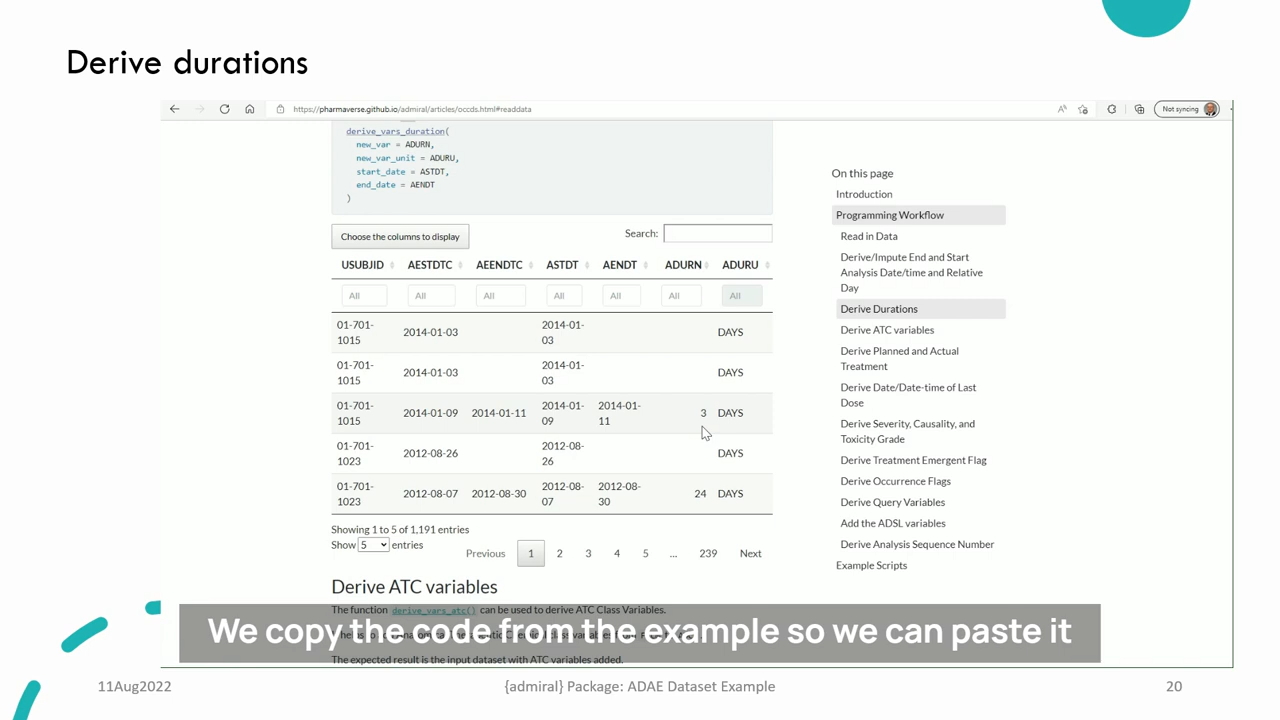 Derive durations
https://pharmaverse.github.io/admiral/articles/occds.html#readdata
Not syncing
derive_vars_duration(
new_var = ADURN,
new_var_unit = ADURU,
start_date = ASTDT,
end_date = AENDT
)
Choose the columns to display
Search:
USUBJID AESTDTC AEENDTC ASTDT AENDT ADURN ADURU
All All All All All All All
01-701-1015 2014-01-03 2014-01-03 DAYS
01-701-1015 2014-01-03 2014-01-03 DAYS
01-701-1015 2014-01-09 2014-01-11 2014-01-09 2014-01-11 3 DAYS
01-701-1023 2012-08-26 2012-08-26 DAYS
01-701-1023 2012-08-07 2012-08-30 2012-08-07 2012-08-30 24 DAYS
Showing 1 to 5 of 1,191 entries
Show 5 entries
Previous 1 2 3 4 5 ... 239 Next
Derive ATC variables
The function derive_vars_atc() can be used to derive ATC Class Variables.
The expected result is the input dataset with ATC variables added.
On this page
Introduction
Programming Workflow
Read in Data
Derive/Impute End and Start
Analysis Date/time and Relative
Day
Derive Durations
Derive ATC variables
Derive Planned and Actual
Treatment
Derive Date/Date-time of Last
Dose
Derive Severity, Causality, and
Toxicity Grade
Derive Treatment Emergent Flag
Derive Occurrence Flags
Derive Query Variables
Add the ADSL variables
Derive Analysis Sequence Number
Example Scripts
We copy the code from the example so we can paste it
11Aug2022
{admiral} Package: ADAE Dataset Example
20